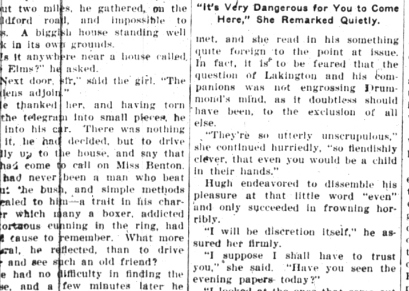 ut two miles, he gathered, on the
ldford road, and impossible to
s. A biggish house standing well
k in its own grounds.
s it anywhere near a house called
Elms?" he asked.
Next door, sir," said the girl. "The
dens adjoin."
e thanked her, and having torn
the telegram into small pieces, he
into his car. There was nothing
it, he had decided, but to drive
ly up to the house, and say that
had come to call on Miss Benton.
had never been a man who beat
the bush, and simple methods
ealed to him—a trait in his char-
r which many a boxer, addicted
ortuous cunning in the ring, had
cause to remember. What more
ral, he reflected, than to drive
and see such an old friend?
e had no difficulty in finding the
se, and a few minutes later he
"It's Very Dangerous for You to Come
Here," She Remarked Quietly.
met, and she read in his something
quite foreign to the point at issue.
In fact, it is to be feared that the
question of Lakington and his com-
panions was not engrossing Drum-
mond's mind, as it doubtless should
have been, to the exclusion of all
else.
"They're so utterly unscrupulous,"
she continued hurriedly, "so fiendishly
clever, that even you would be a child
in their hands."
Hugh endeavored to dissemble his
pleasure at that little word "even"
and only succeeded in frowning hor-
ribly.
"I will be discretion itself," he as-
sured her firmly.
"I suppose I shall have to trust
you," she said. "Have you seen the
evening papers today?"